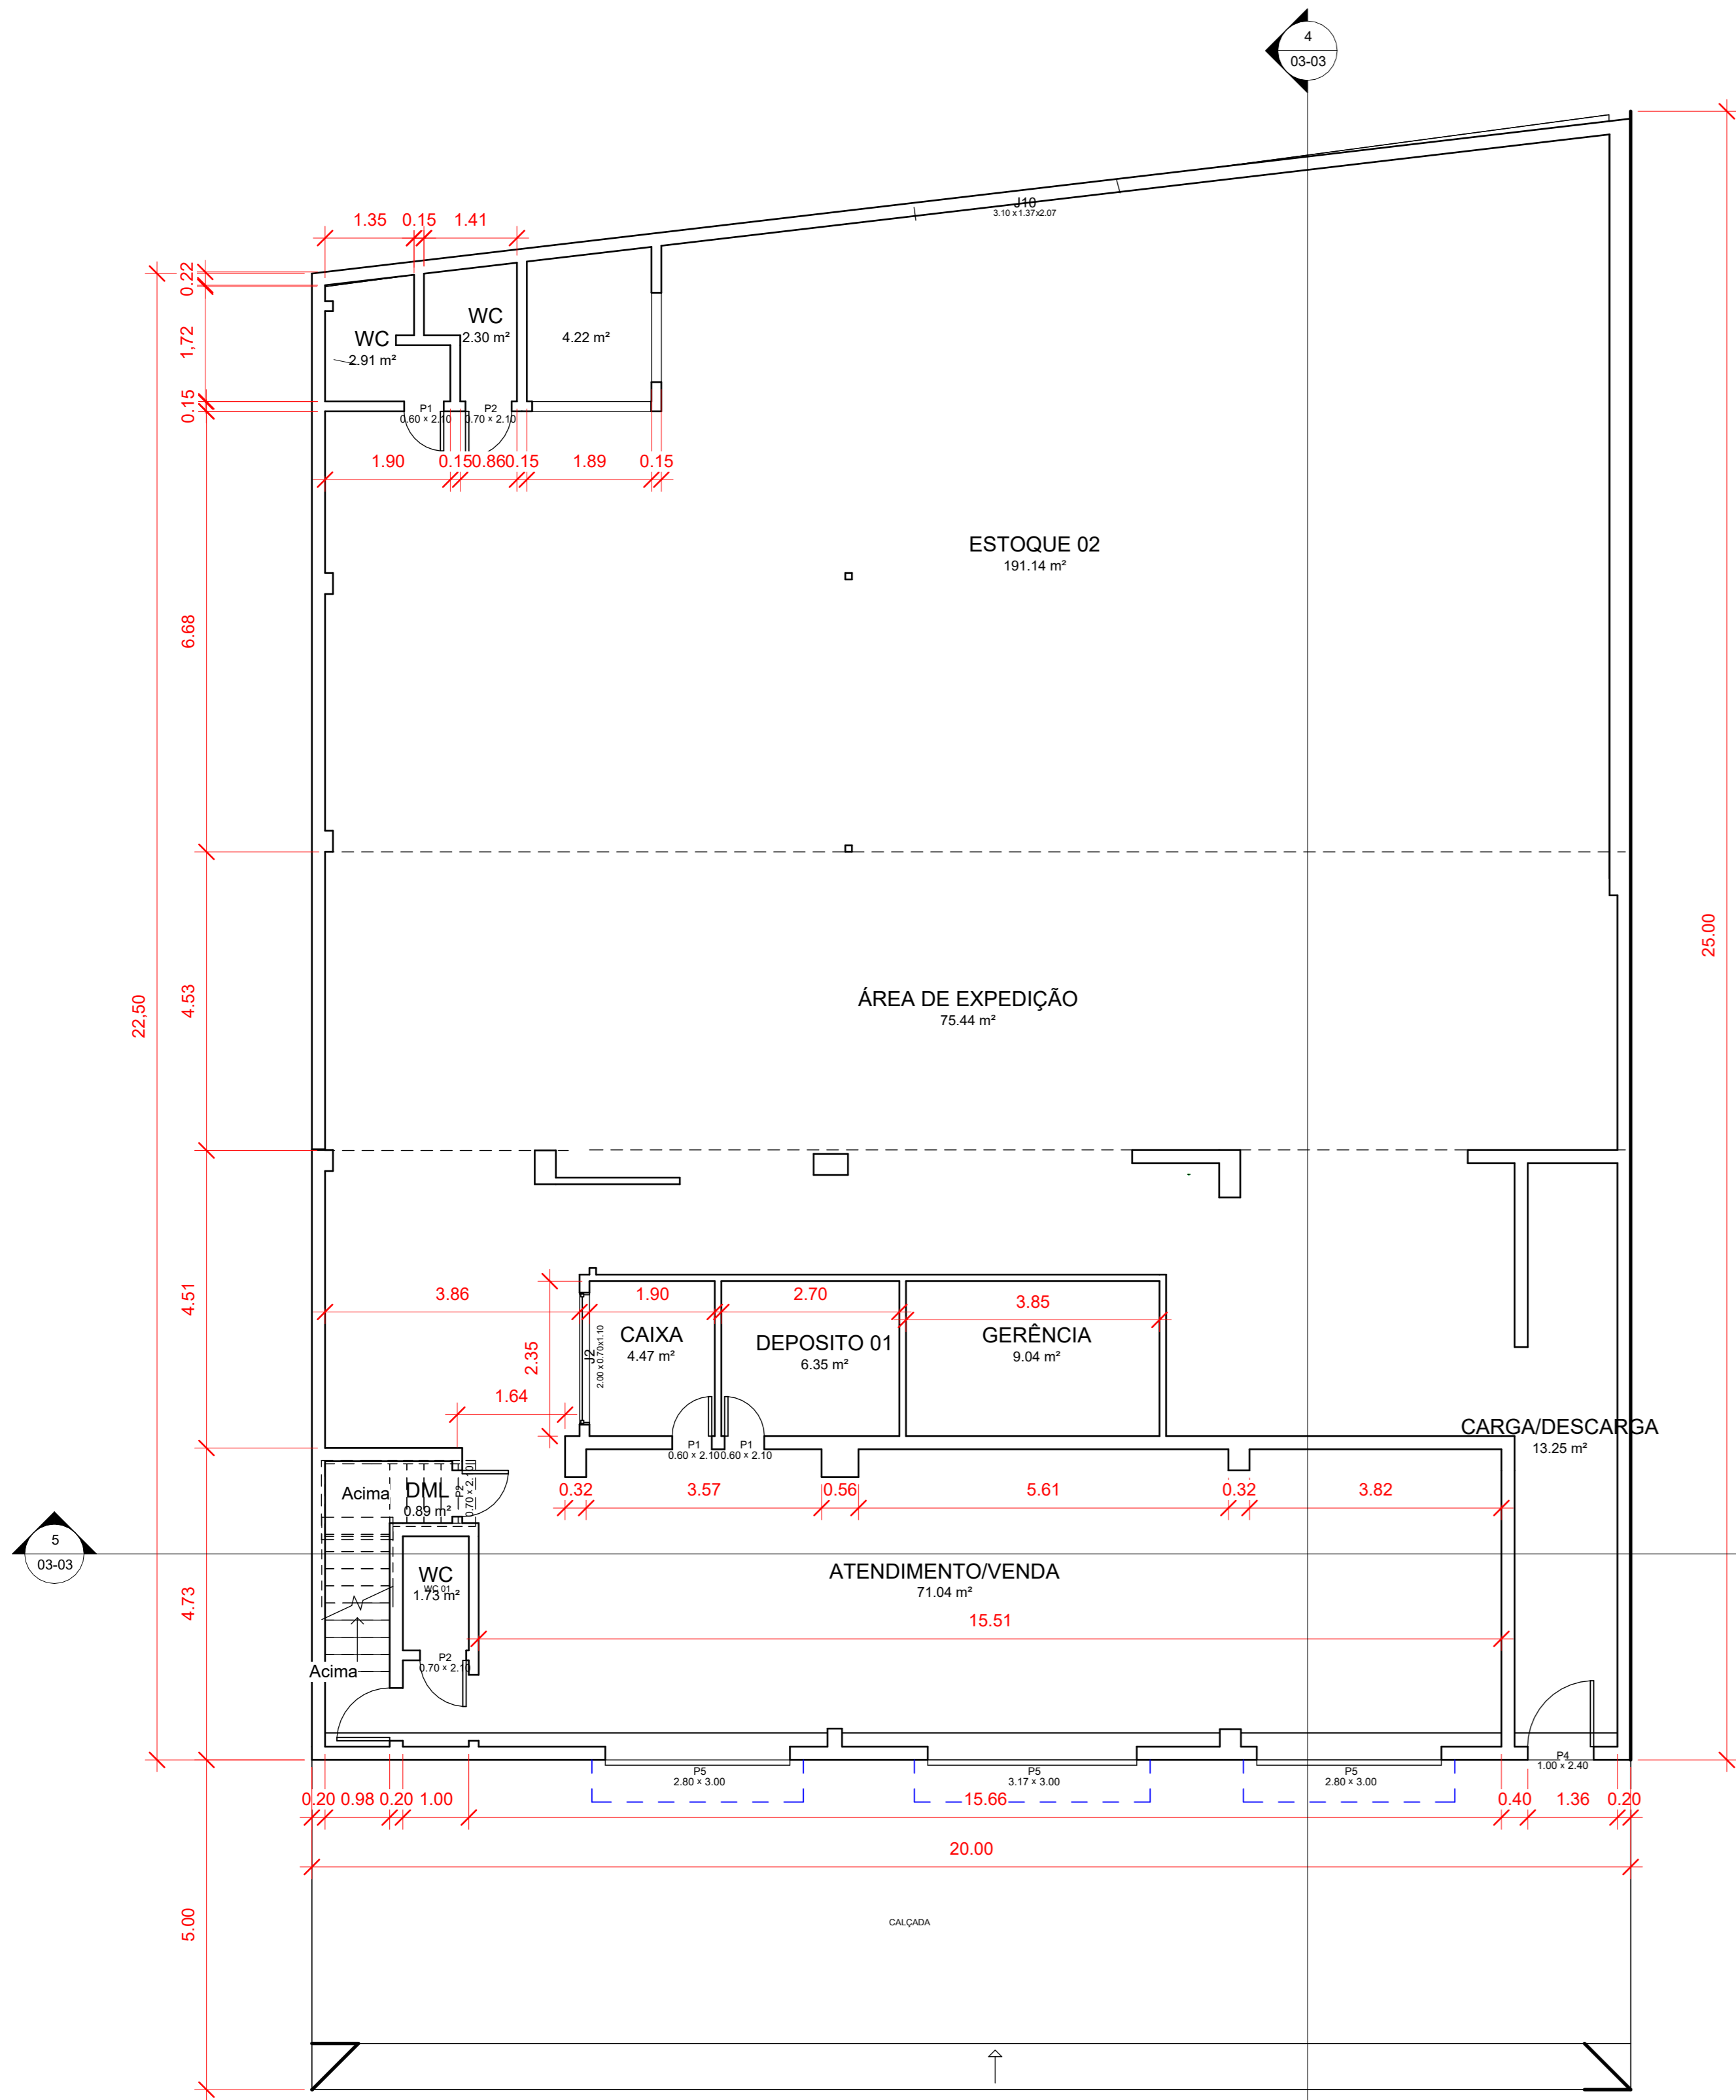 4
03-03
J10
3.10 x 1.37x2.07
1.35 0.15 1.41
0.22
WC
2.30 m²
4.22 m²
WC
2.91 m²
1,72
0.15
P1
0.60 x 2.10
P2
0.70 x 2.10
1.90 0.15 0.86 0.15 1.89 0.15
ESTOQUE 02
191.14 m²
6.68
25.00
22,50
4.53
ÁREA DE EXPEDIÇÃO
75.44 m²
4.51
3.86 1.90 2.70 3.85
2.35
J2
2.00 x 0.70x1.10
CAIXA
4.47 m²
DEPOSITO 01
6.35 m²
GERÊNCIA
9.04 m²
1.64
CARGA/DESCARGA
13.25 m²
P1
0.60 x 2.10
P1
0.60 x 2.10
Acima
DML
0.89 m²
P2
0.70 x 2.10
0.32 3.57 0.56 5.61 0.32 3.82
5
03-03
WC
WC 01
1.73 m²
ATENDIMENTO/VENDA
71.04 m²
4.73
15.51
Acima
P2
0.70 x 2.10
P5
2.80 x 3.00
P5
3.17 x 3.00
P5
2.80 x 3.00
P4
1.00 x 2.40
0.20 0.98 0.20 1.00 15.66 0.40 1.36 0.20
20.00
5.00
CALÇADA